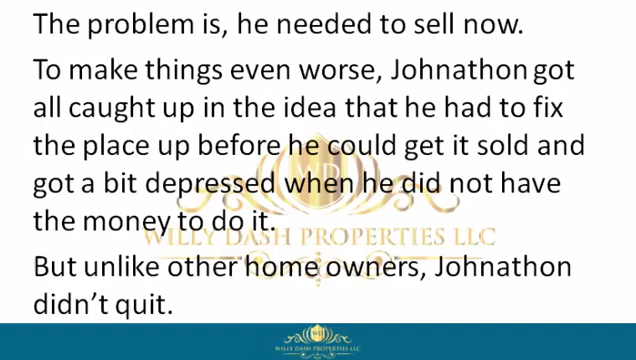 The problem is, he needed to sell now.
To make things even worse, Johnathon got
all caught up in the idea that he had to fix
the place up before he could get it sold and
got a bit depressed when he did not have
the money to do it.
WILLY DASH PROPERTIES LLC
But unlike other home owners, Johnathon
didn't quit.
WILLY DASH PROPERTIES LLC